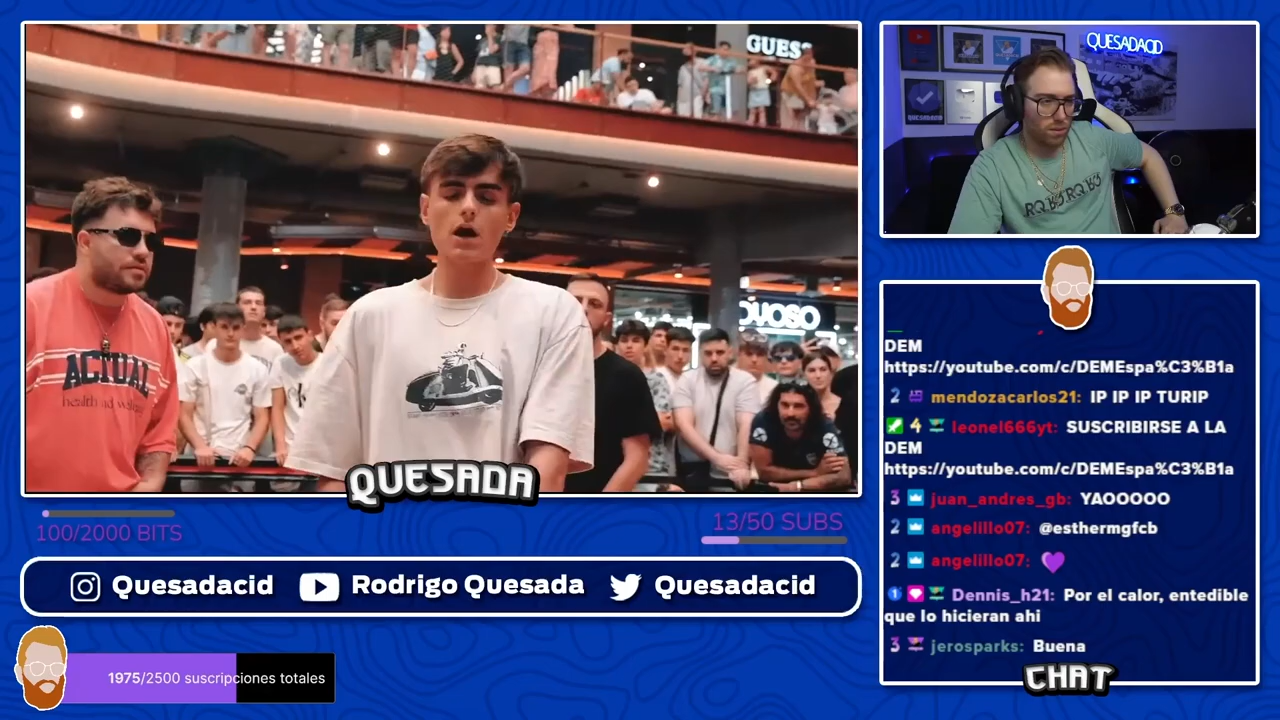 GUESS
QUESADACID
ACTUAL
QUESADA
100/2000 BITS
13/50 SUBS
Quesadacid
Rodrigo Quesada
Quesadacid
1975/2500 suscripciones totales
DEM
https://youtube.com/c/DEMEspa%C3%B1a
2 mendozacarlos21: IP IP IP TURIP
4 leonel666yt: SUSCRIBIRSE A LA
DEM
https://youtube.com/c/DEMEspa%C3%B1a
3 juan_andres_gb: YAOOOOO
2 angelillo07: @esthermgfcb
2 angelillo07:
1 Dennis_h21: Por el calor, entedible
que lo hicieran ahi
3 jerosparks: Buena
CHAT